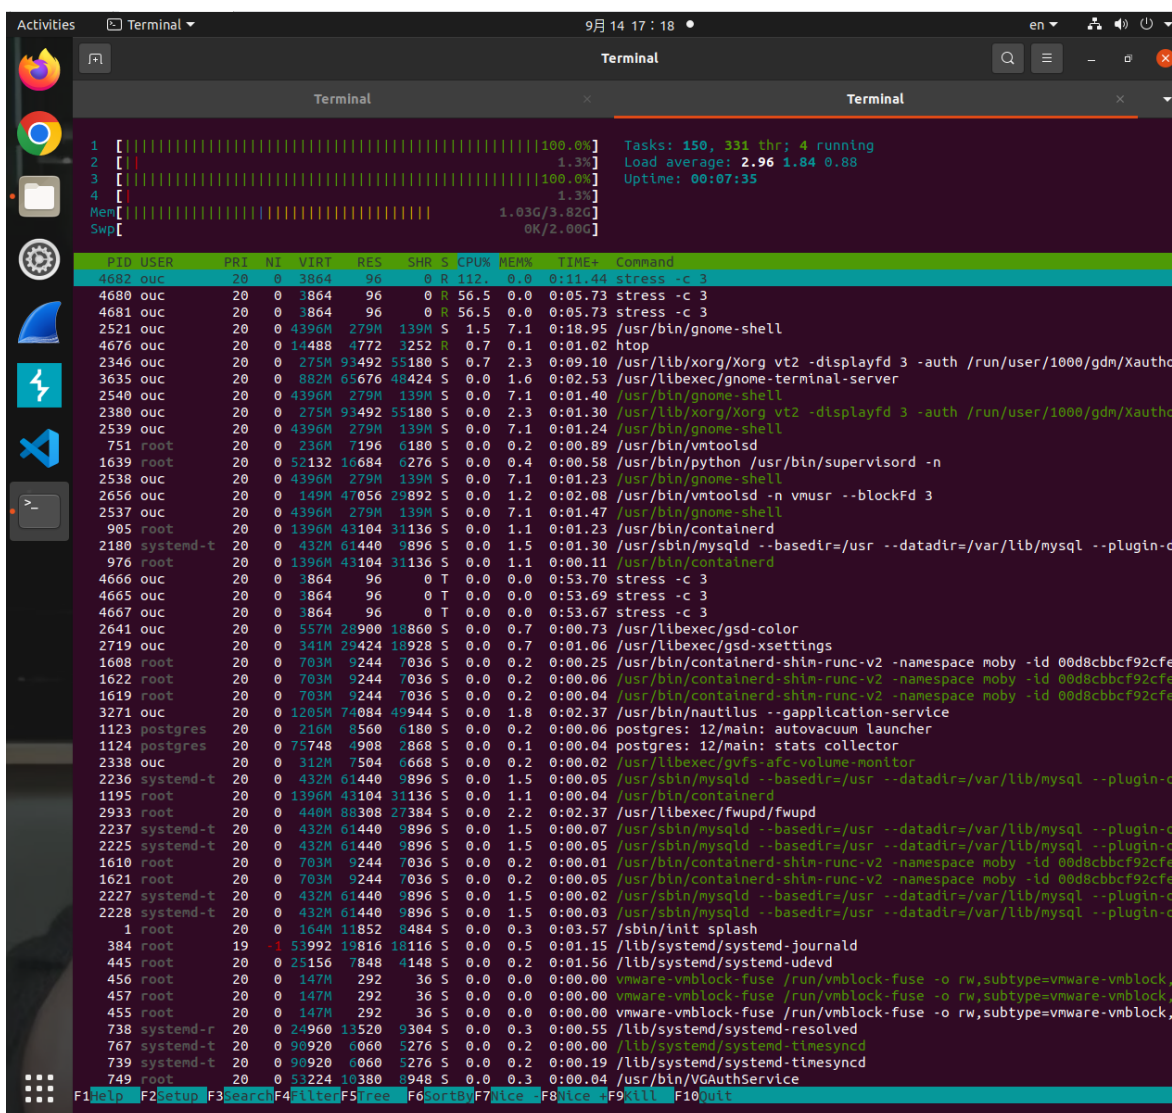 Activities Terminal 9月 14 17：18 en
Terminal
Terminal Terminal
1 [||||||||||||||||||||||||||||||||||||||||||||||||||100.0%] Tasks: 150, 331 thr; 4 running
2 [|| 1.3%] Load average: 2.96 1.84 0.88
3 [||||||||||||||||||||||||||||||||||||||||||||||||||100.0%] Uptime: 00:07:35
4 [| 1.3%]
Mem[||||||||||||||||||||||||||||||||||||| 1.03G/3.82G]
Swp[ 0K/2.00G]
PID USER PRI NI VIRT RES SHR S CPU% MEM% TIME+ Command
4682 ouc 20 0 3864 96 0 R 112. 0.0 0:11.44 stress -c 3
4680 ouc 20 0 3864 96 0 R 56.5 0.0 0:05.73 stress -c 3
4681 ouc 20 0 3864 96 0 R 56.5 0.0 0:05.73 stress -c 3
2521 ouc 20 0 4396M 279M 139M S 1.5 7.1 0:18.95 /usr/bin/gnome-shell
4676 ouc 20 0 14488 4772 3252 R 0.7 0.1 0:01.02 htop
2346 ouc 20 0 275M 93492 55180 S 0.7 2.3 0:09.10 /usr/lib/xorg/Xorg vt2 -displayfd 3 -auth /run/user/1000/gdm/Xautho
3635 ouc 20 0 882M 65676 48424 S 0.0 1.6 0:02.53 /usr/libexec/gnome-terminal-server
2540 ouc 20 0 4396M 279M 139M S 0.0 7.1 0:01.40 /usr/bin/gnome-shell
2380 ouc 20 0 275M 93492 55180 S 0.0 2.3 0:01.30 /usr/lib/xorg/Xorg vt2 -displayfd 3 -auth /run/user/1000/gdm/Xautho
2539 ouc 20 0 4396M 279M 139M S 0.0 7.1 0:01.24 /usr/bin/gnome-shell
751 root 20 0 236M 7196 6180 S 0.0 0.2 0:00.89 /usr/bin/vmtoolsd
1639 root 20 0 52132 16684 6276 S 0.0 0.4 0:00.58 /usr/bin/python /usr/bin/supervisord -n
2538 ouc 20 0 4396M 279M 139M S 0.0 7.1 0:01.23 /usr/bin/gnome-shell
2656 ouc 20 0 149M 47056 29892 S 0.0 1.2 0:02.08 /usr/bin/vmtoolsd -n vmusr --blockFd 3
2537 ouc 20 0 4396M 279M 139M S 0.0 7.1 0:01.47 /usr/bin/gnome-shell
905 root 20 0 1396M 43104 31136 S 0.0 1.1 0:01.23 /usr/bin/containerd
2180 systemd-t 20 0 432M 61440 9896 S 0.0 1.5 0:01.30 /usr/sbin/mysqld --basedir=/usr --datadir=/var/lib/mysql --plugin-d
976 root 20 0 1396M 43104 31136 S 0.0 1.1 0:00.11 /usr/bin/containerd
4666 ouc 20 0 3864 96 0 T 0.0 0.0 0:53.70 stress -c 3
4665 ouc 20 0 3864 96 0 T 0.0 0.0 0:53.69 stress -c 3
4667 ouc 20 0 3864 96 0 T 0.0 0.0 0:53.67 stress -c 3
2641 ouc 20 0 557M 28900 18860 S 0.0 0.7 0:00.73 /usr/libexec/gsd-color
2719 ouc 20 0 341M 29424 18928 S 0.0 0.7 0:01.06 /usr/libexec/gsd-xsettings
1608 root 20 0 703M 9244 7036 S 0.0 0.2 0:00.25 /usr/bin/containerd-shim-runc-v2 -namespace moby -id 00d8cbbcf92cfe
1622 root 20 0 703M 9244 7036 S 0.0 0.2 0:00.06 /usr/bin/containerd-shim-runc-v2 -namespace moby -id 00d8cbbcf92cfe
1619 root 20 0 703M 9244 7036 S 0.0 0.2 0:00.04 /usr/bin/containerd-shim-runc-v2 -namespace moby -id 00d8cbbcf92cfe
3271 ouc 20 0 1205M 74084 49944 S 0.0 1.8 0:02.37 /usr/bin/nautilus --gapplication-service
1123 postgres 20 0 216M 8560 6180 S 0.0 0.2 0:00.06 postgres: 12/main: autovacuum launcher
1124 postgres 20 0 75748 4908 2868 S 0.0 0.1 0:00.04 postgres: 12/main: stats collector
2338 ouc 20 0 312M 7504 6668 S 0.0 0.2 0:00.02 /usr/libexec/gvfs-afc-volume-monitor
2236 systemd-t 20 0 432M 61440 9896 S 0.0 1.5 0:00.05 /usr/sbin/mysqld --basedir=/usr --datadir=/var/lib/mysql --plugin-d
1195 root 20 0 1396M 43104 31136 S 0.0 1.1 0:00.04 /usr/bin/containerd
2933 root 20 0 440M 88308 27384 S 0.0 2.2 0:02.37 /usr/libexec/fwupd/fwupd
2237 systemd-t 20 0 432M 61440 9896 S 0.0 1.5 0:00.07 /usr/sbin/mysqld --basedir=/usr --datadir=/var/lib/mysql --plugin-d
2225 systemd-t 20 0 432M 61440 9896 S 0.0 1.5 0:00.05 /usr/sbin/mysqld --basedir=/usr --datadir=/var/lib/mysql --plugin-d
1610 root 20 0 703M 9244 7036 S 0.0 0.2 0:00.01 /usr/bin/containerd-shim-runc-v2 -namespace moby -id 00d8cbbcf92cfe
1621 root 20 0 703M 9244 7036 S 0.0 0.2 0:00.05 /usr/bin/containerd-shim-runc-v2 -namespace moby -id 00d8cbbcf92cfe
2227 systemd-t 20 0 432M 61440 9896 S 0.0 1.5 0:00.02 /usr/sbin/mysqld --basedir=/usr --datadir=/var/lib/mysql --plugin-d
2228 systemd-t 20 0 432M 61440 9896 S 0.0 1.5 0:00.03 /usr/sbin/mysqld --basedir=/usr --datadir=/var/lib/mysql --plugin-d
1 root 20 0 164M 11852 8484 S 0.0 0.3 0:03.57 /sbin/init splash
384 root 19 -1 53992 19816 18116 S 0.0 0.5 0:01.15 /lib/systemd/systemd-journald
445 root 20 0 25156 7848 4148 S 0.0 0.2 0:01.56 /lib/systemd/systemd-udevd
456 root 20 0 147M 292 36 S 0.0 0.0 0:00.00 vmware-vmblock-fuse /run/vmblock-fuse -o rw,subtype=vmware-vmblock,
457 root 20 0 147M 292 36 S 0.0 0.0 0:00.00 vmware-vmblock-fuse /run/vmblock-fuse -o rw,subtype=vmware-vmblock,
455 root 20 0 147M 292 36 S 0.0 0.0 0:00.00 vmware-vmblock-fuse /run/vmblock-fuse -o rw,subtype=vmware-vmblock,
738 systemd-r 20 0 24960 13520 9304 S 0.0 0.3 0:00.55 /lib/systemd/systemd-resolved
767 systemd-t 20 0 90920 6060 5276 S 0.0 0.2 0:00.00 /lib/systemd/systemd-timesyncd
739 systemd-t 20 0 90920 6060 5276 S 0.0 0.2 0:00.19 /lib/systemd/systemd-timesyncd
749 root 20 0 53224 10380 8948 S 0.0 0.3 0:00.04 /usr/bin/VGAuthService
F1Help F2Setup F3SearchF4FilterF5Tree F6SortByF7Nice -F8Nice +F9Kill F10Quit